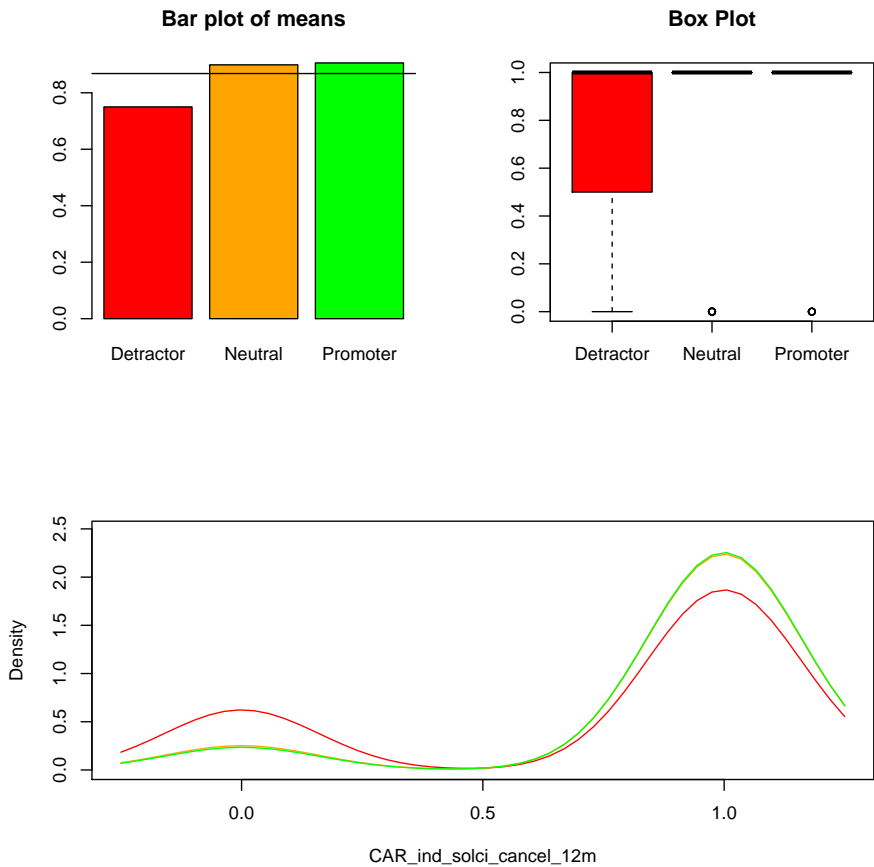 Bar plot of means
0.0
0.2
0.4
0.6
0.8
Detractor Neutral Promoter
Box Plot
0.0
0.2
0.4
0.6
0.8
1.0
Detractor Neutral Promoter
Density
0.0
0.5
1.0
1.5
2.0
2.5
0.0 0.5 1.0
CAR_ind_solci_cancel_12m